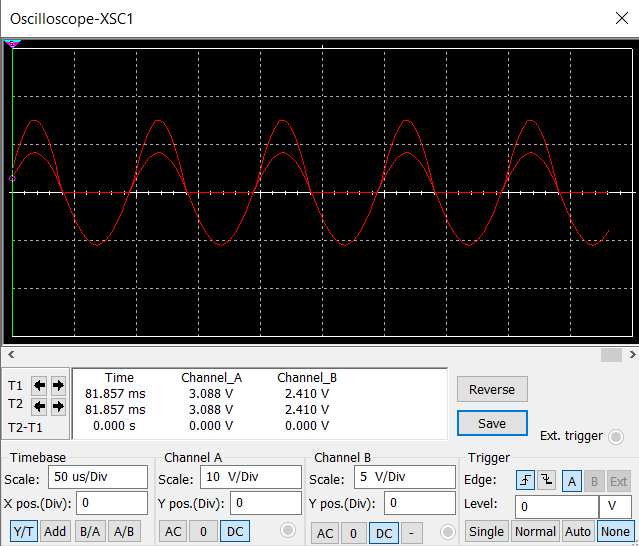 Oscilloscope-XSC1
T1
T2
T2-T1
Time Channel_A Channel_B
81.857 ms 3.088 V 2.410 V
81.857 ms 3.088 V 2.410 V
0.000 s 0.000 V 0.000 V
Reverse
Save
Ext. trigger
Timebase
Scale: 50 us/Div
X pos.(Div): 0
Y/T Add B/A A/B
Channel A
Scale: 10 V/Div
Y pos.(Div): 0
AC 0 DC
Channel B
Scale: 5 V/Div
Y pos.(Div): 0
AC 0 DC -
Trigger
Edge: A B Ext
Level: 0 V
Single Normal Auto None